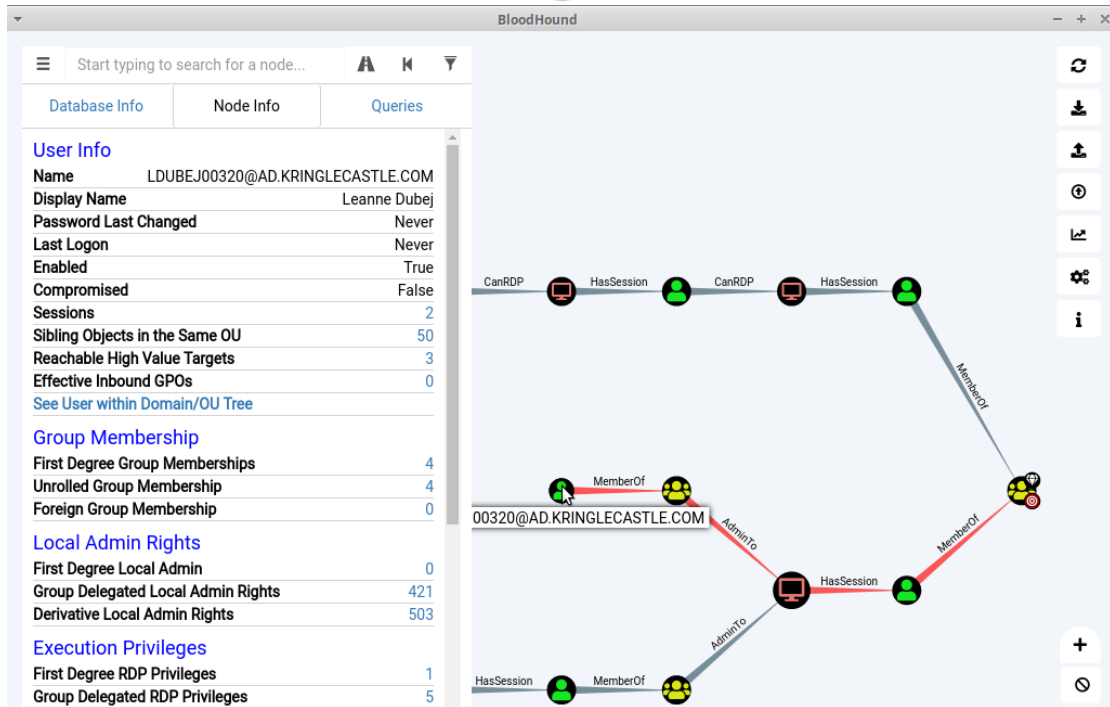 BloodHound
Start typing to search for a node...
Database Info Node Info Queries
User Info
Name LDUBEJ00320@AD.KRINGLECASTLE.COM
Display Name Leanne Dubej
Password Last Changed Never
Last Logon Never
Enabled True
Compromised False
Sessions 2
Sibling Objects in the Same OU 50
Reachable High Value Targets 3
Effective Inbound GPOs 0
See User within Domain/OU Tree
Group Membership
First Degree Group Memberships 4
Unrolled Group Membership 4
Foreign Group Membership 0
Local Admin Rights
First Degree Local Admin 0
Group Delegated Local Admin Rights 421
Derivative Local Admin Rights 503
Execution Privileges
First Degree RDP Privileges 1
Group Delegated RDP Privileges 5
CanRDP HasSession CanRDP HasSession
MemberOf
MemberOf
00320@AD.KRINGLECASTLE.COM
AdminTo
MemberOf
HasSession
AdminTo
HasSession MemberOf